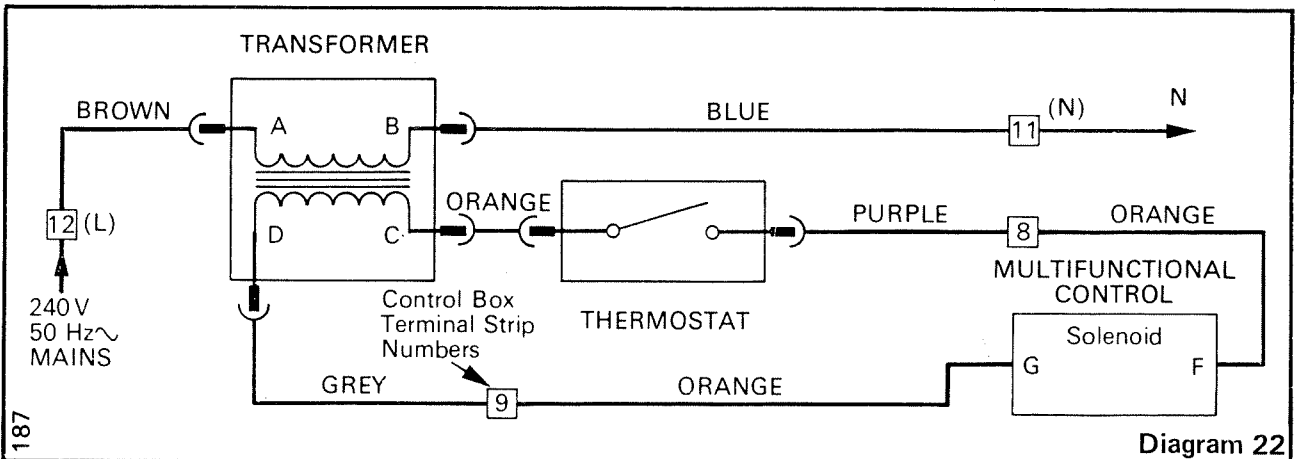 TRANSFORMER
BROWN
A
B
BLUE
11
(N)
N
12
(L)
D
C
ORANGE
PURPLE
8
ORANGE
240 V
50 Hz~
MAINS
Control Box
Terminal Strip
Numbers
THERMOSTAT
MULTIFUNCTIONAL
CONTROL
Solenoid
G
F
GREY
9
ORANGE
187
Diagram 22